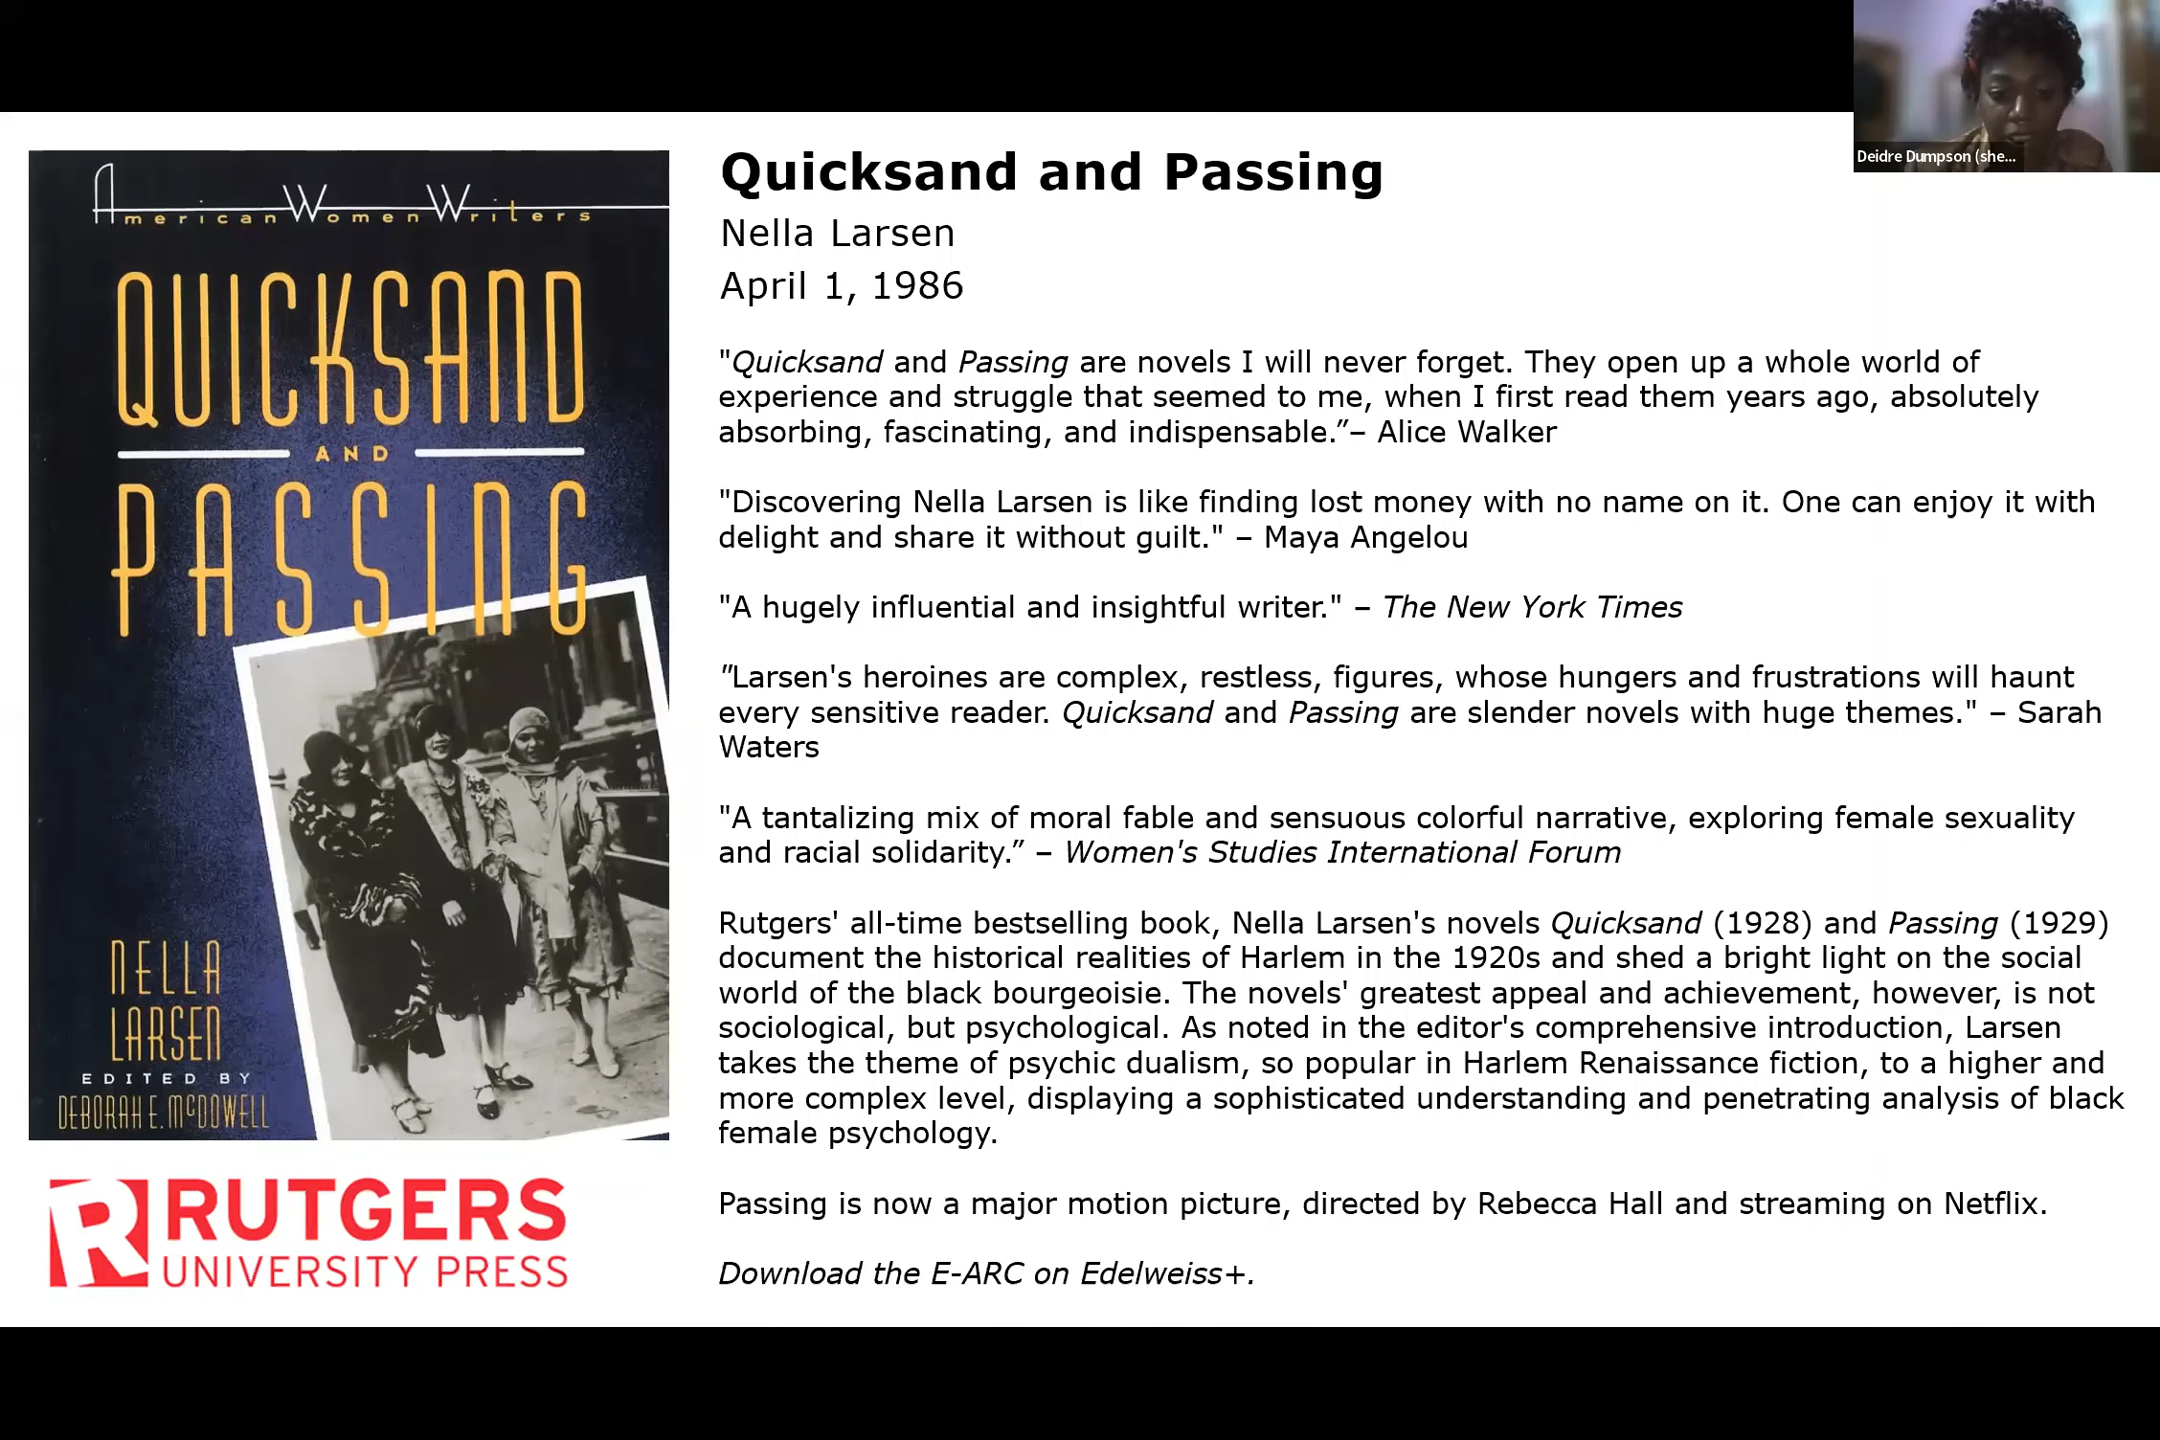 Deidre Dumpson (she...
American Women Writers
QUICKSAND
AND
PASSING
NELLA
LARSEN
EDITED BY
DEBORAH E. McDOWELL
R RUTGERS
UNIVERSITY PRESS
Quicksand and Passing
Nella Larsen
April 1, 1986
"Quicksand and Passing are novels I will never forget. They open up a whole world of
experience and struggle that seemed to me, when I first read them years ago, absolutely
absorbing, fascinating, and indispensable.”– Alice Walker
"Discovering Nella Larsen is like finding lost money with no name on it. One can enjoy it with
delight and share it without guilt." – Maya Angelou
"A hugely influential and insightful writer." – The New York Times
”Larsen's heroines are complex, restless, figures, whose hungers and frustrations will haunt
every sensitive reader. Quicksand and Passing are slender novels with huge themes." – Sarah
Waters
"A tantalizing mix of moral fable and sensuous colorful narrative, exploring female sexuality
and racial solidarity.” – Women's Studies International Forum
Rutgers' all-time bestselling book, Nella Larsen's novels Quicksand (1928) and Passing (1929)
document the historical realities of Harlem in the 1920s and shed a bright light on the social
world of the black bourgeoisie. The novels' greatest appeal and achievement, however, is not
sociological, but psychological. As noted in the editor's comprehensive introduction, Larsen
takes the theme of psychic dualism, so popular in Harlem Renaissance fiction, to a higher and
more complex level, displaying a sophisticated understanding and penetrating analysis of black
female psychology.
Passing is now a major motion picture, directed by Rebecca Hall and streaming on Netflix.
Download the E-ARC on Edelweiss+.